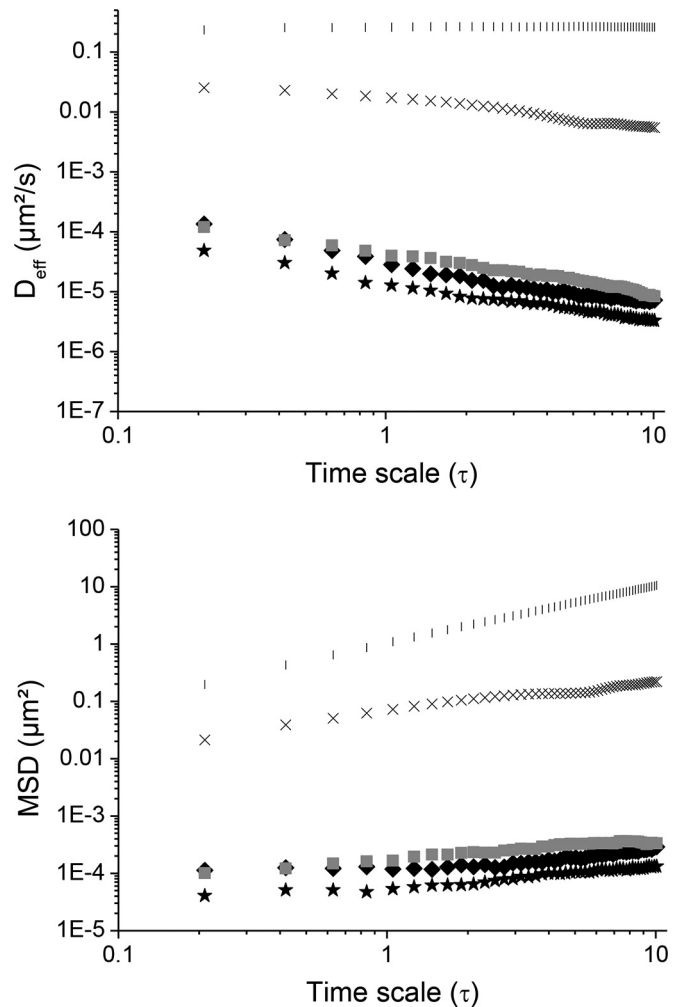 0.1
0.01
1E-3
1E-4
1E-5
1E-6
1E-7
D_eff (µm²/s)
0.1 1 10
Time scale (τ)
100
10
1
0.1
0.01
1E-3
1E-4
1E-5
MSD (µm²)
0.1 1 10
Time scale (τ)